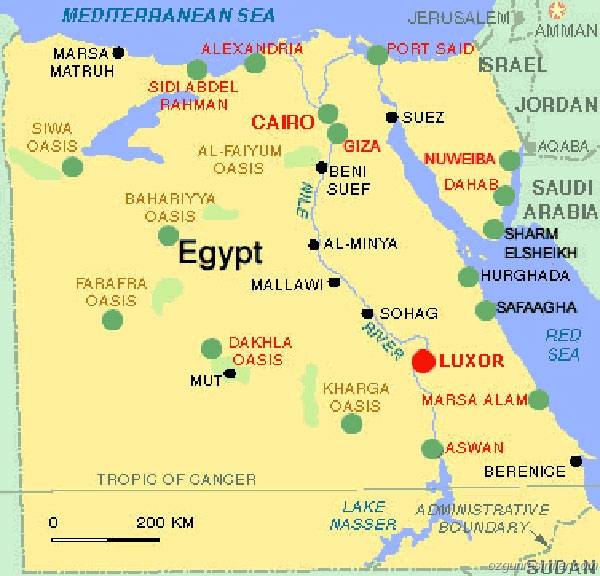 MEDITERRANEAN SEA
JERUSALEM
AMMAN
MARSA
MATRUH
ALEXANDRIA
PORT SAID
ISRAEL
SIDI ABDEL
RAHMAN
JORDAN
CAIRO
SUEZ
SIWA
OASIS
AL-FAIYUM
OASIS
GIZA
NUWEIBA
AQABA
BENI
SUEF
DAHAB
SAUDI
ARABIA
BAHARIYYA
OASIS
NILE
SHARM
ELSHEIKH
Egypt
AL-MINYA
FARAFRA
OASIS
MALLAWI
HURGHADA
SOHAG
SAFAAGHA
RIVER
RED
SEA
DAKHLA
OASIS
LUXOR
MUT
KHARGA
OASIS
MARSA ALAM
ASWAN
BERENICE
TROPIC OF CANCER
LAKE
NASSER
ADMINISTRATIVE
BOUNDARY
0 200 KM
SUDAN